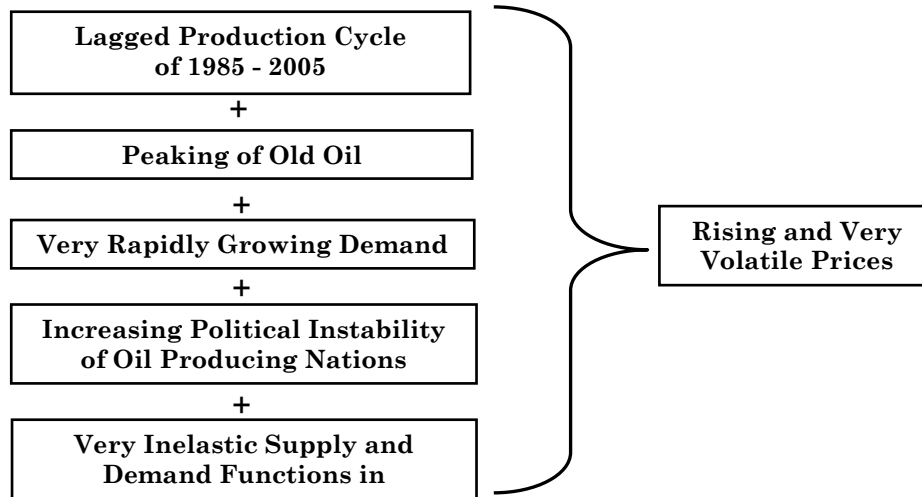 Lagged Production Cycle
of 1985 - 2005
+
Peaking of Old Oil
+
Very Rapidly Growing Demand
+
Increasing Political Instability
of Oil Producing Nations
+
Very Inelastic Supply and
Demand Functions in
Rising and Very
Volatile Prices